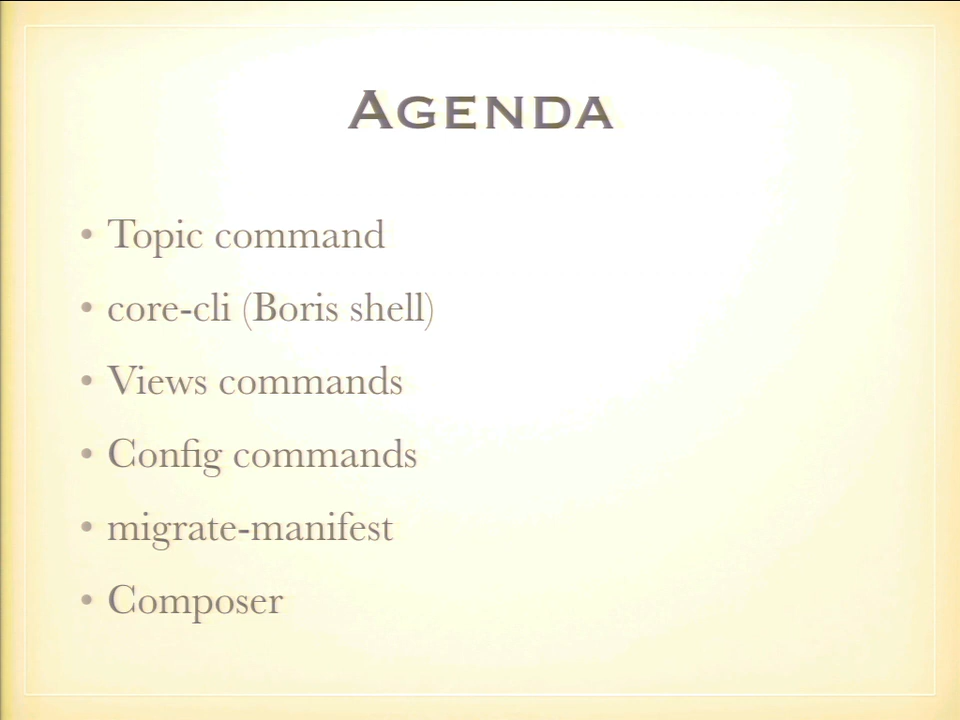 AGENDA
• Topic command
• core-cli (Boris shell)
• Views commands
• Config commands
• migrate-manifest
• Composer